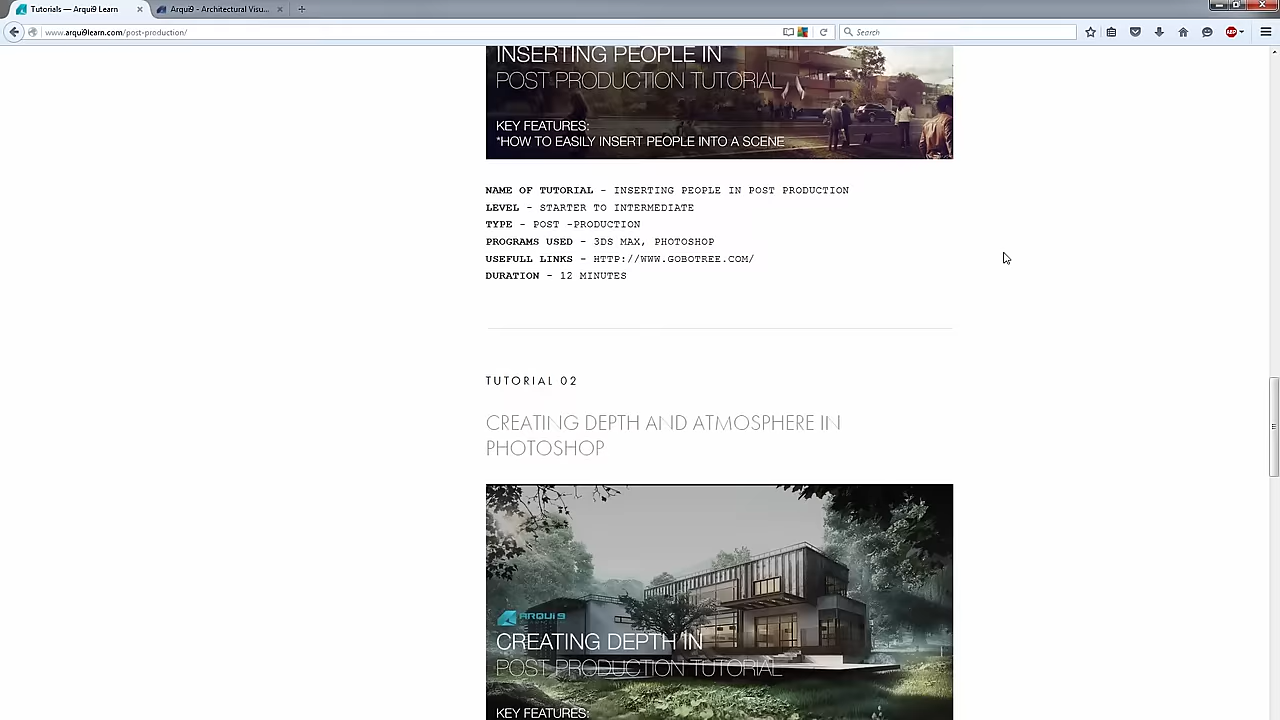 Tutorials — Arqui9 Learn
Arqui9 - Architectural Visu...
www.arqui9learn.com/post-production/
Search
ABP
INSERTING PEOPLE IN
POST PRODUCTION TUTORIAL
KEY FEATURES:
*HOW TO EASILY INSERT PEOPLE INTO A SCENE
NAME OF TUTORIAL - INSERTING PEOPLE IN POST PRODUCTION
LEVEL - STARTER TO INTERMEDIATE
TYPE - POST -PRODUCTION
PROGRAMS USED - 3DS MAX, PHOTOSHOP
USEFULL LINKS - HTTP://WWW.GOBOTREE.COM/
DURATION - 12 MINUTES
TUTORIAL 02
CREATING DEPTH AND ATMOSPHERE IN
PHOTOSHOP
ARQUI9
CREATING DEPTH IN
POST PRODUCTION TUTORIAL
KEY FEATURES: